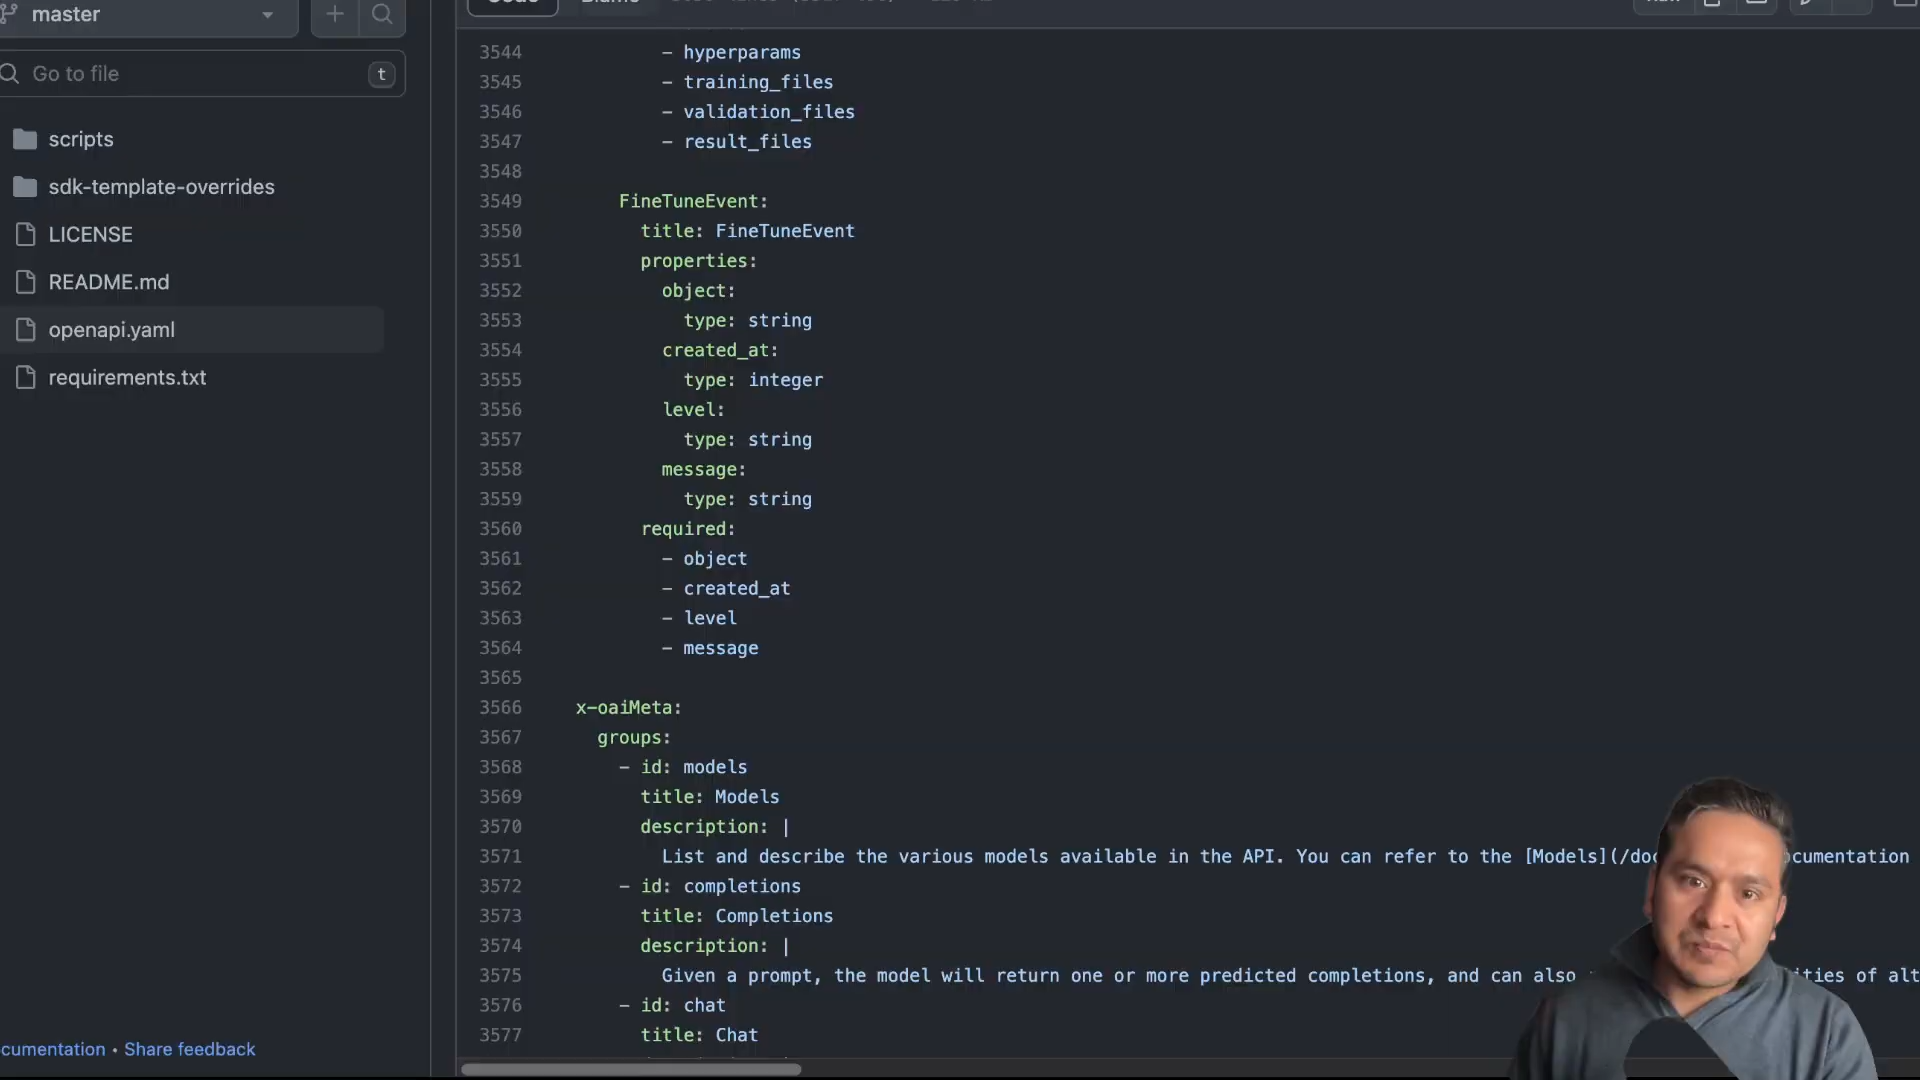 master
Go to file
t
scripts
sdk-template-overrides
LICENSE
README.md
openapi.yaml
requirements.txt
cumentation • Share feedback
Code Blame
3544 - hyperparams
3545 - training_files
3546 - validation_files
3547 - result_files
3548
3549 FineTuneEvent:
3550 title: FineTuneEvent
3551 properties:
3552 object:
3553 type: string
3554 created_at:
3555 type: integer
3556 level:
3557 type: string
3558 message:
3559 type: string
3560 required:
3561 - object
3562 - created_at
3563 - level
3564 - message
3565
3566 x-oaiMeta:
3567 groups:
3568 - id: models
3569 title: Models
3570 description: |
3571 List and describe the various models available in the API. You can refer to the [Models](/do ocumentation
3572 - id: completions
3573 title: Completions
3574 description: |
3575 Given a prompt, the model will return one or more predicted completions, and can also ities of alt
3576 - id: chat
3577 title: Chat